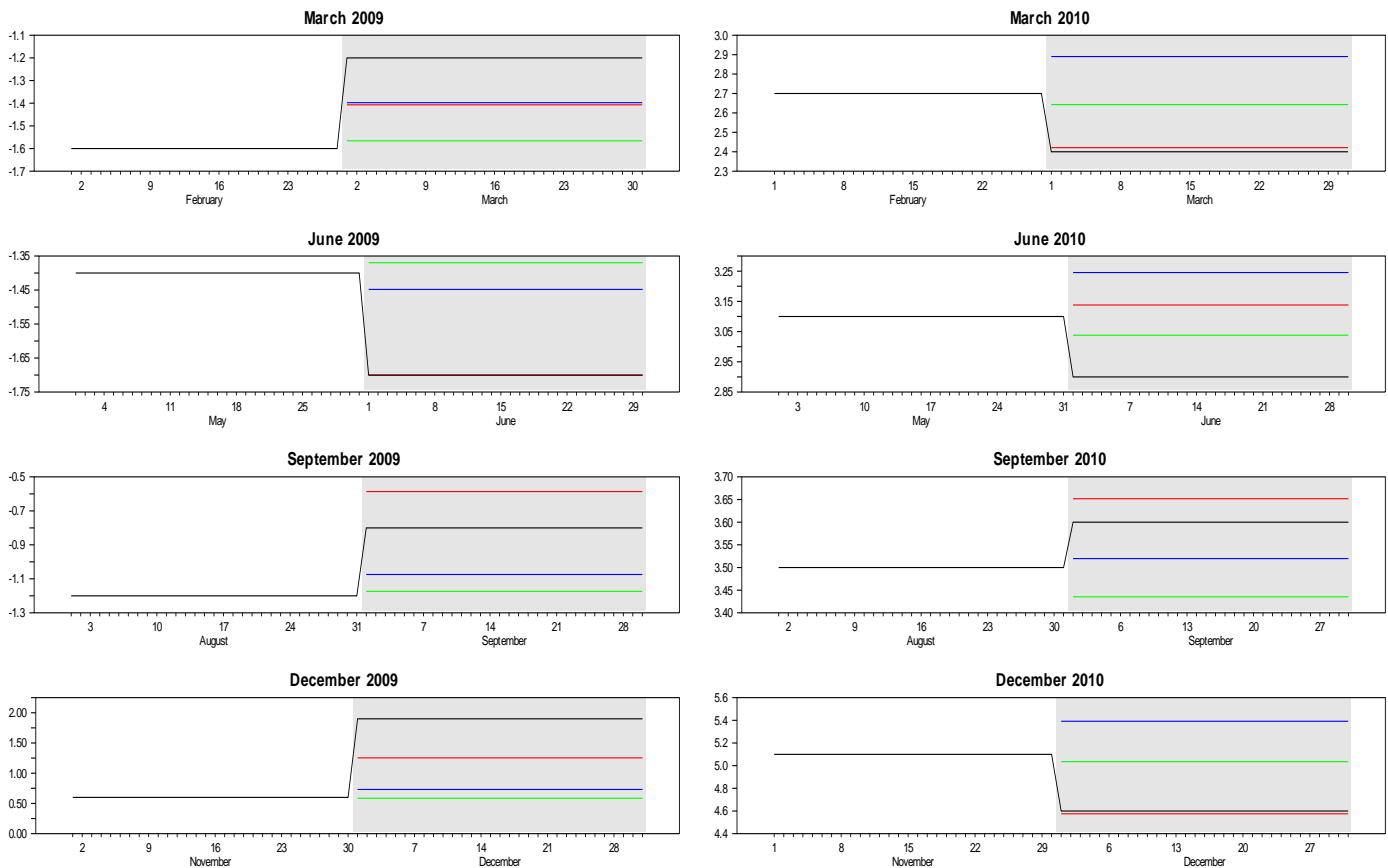 March 2009
-1.1
-1.2
-1.3
-1.4
-1.5
-1.6
-1.7
2 9 16 23 2 9 16 23 30
February March
March 2010
3.0
2.9
2.8
2.7
2.6
2.5
2.4
2.3
1 8 15 22 1 8 15 22 29
February March
June 2009
-1.35
-1.45
-1.55
-1.65
-1.75
4 11 18 25 1 8 15 22 29
May June
June 2010
3.25
3.15
3.05
2.95
2.85
3 10 17 24 31 7 14 21 28
May June
September 2009
-0.5
-0.7
-0.9
-1.1
-1.3
3 10 17 24 31 7 14 21 28
August September
September 2010
3.70
3.65
3.60
3.55
3.50
3.45
3.40
2 9 16 23 30 6 13 20 27
August September
December 2009
2.00
1.50
1.00
0.50
0.00
2 9 16 23 30 7 14 21 28
November December
December 2010
5.6
5.4
5.2
5.0
4.8
4.6
4.4
1 8 15 22 29 6 13 20 27
November December